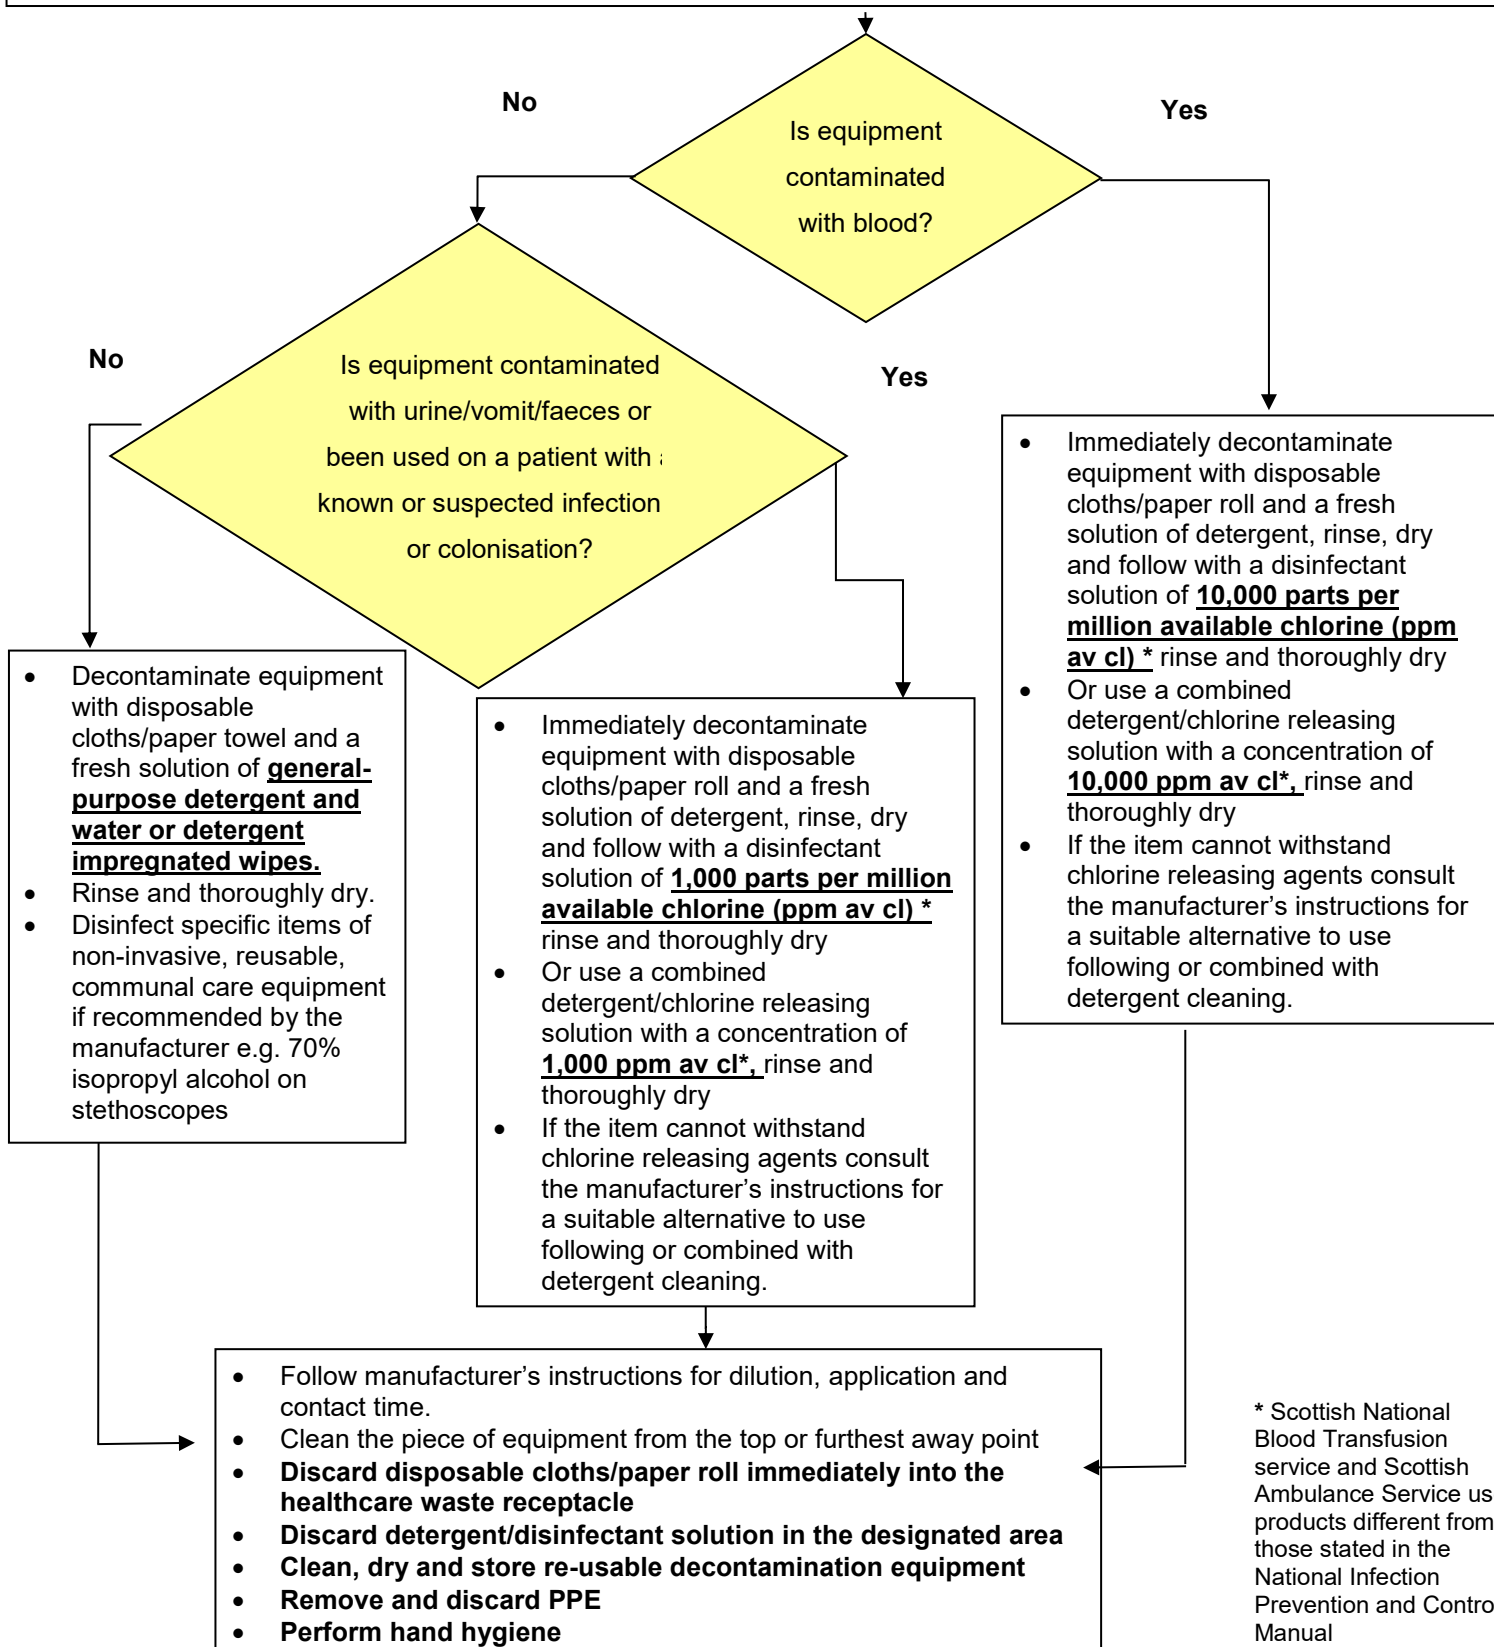 No
Yes
Is equipment
contaminated
with blood?
No
Is equipment contaminated
with urine/vomit/faeces or
been used on a patient with
known or suspected infection
or colonisation?
Yes
• Decontaminate equipment
with disposable
cloths/paper towel and a
fresh solution of general-
purpose detergent and
water or detergent
impregnated wipes.
• Rinse and thoroughly dry.
• Disinfect specific items of
non-invasive, reusable,
communal care equipment
if recommended by the
manufacturer e.g. 70%
isopropyl alcohol on
stethoscopes
• Immediately decontaminate
equipment with disposable
cloths/paper roll and a fresh
solution of detergent, rinse, dry
and follow with a disinfectant
solution of 1,000 parts per million
available chlorine (ppm av cl) *
rinse and thoroughly dry
• Or use a combined
detergent/chlorine releasing
solution with a concentration of
1,000 ppm av cl*, rinse and
thoroughly dry
• If the item cannot withstand
chlorine releasing agents consult
the manufacturer’s instructions for
a suitable alternative to use
following or combined with
detergent cleaning.
• Immediately decontaminate
equipment with disposable
cloths/paper roll and a fresh
solution of detergent, rinse, dry
and follow with a disinfectant
solution of 10,000 parts per
million available chlorine (ppm
av cl) * rinse and thoroughly dry
• Or use a combined
detergent/chlorine releasing
solution with a concentration of
10,000 ppm av cl*, rinse and
thoroughly dry
• If the item cannot withstand
chlorine releasing agents consult
the manufacturer’s instructions for
a suitable alternative to use
following or combined with
detergent cleaning.
• Follow manufacturer’s instructions for dilution, application and
contact time.
• Clean the piece of equipment from the top or furthest away point
• Discard disposable cloths/paper roll immediately into the
healthcare waste receptacle
• Discard detergent/disinfectant solution in the designated area
• Clean, dry and store re-usable decontamination equipment
• Remove and discard PPE
• Perform hand hygiene
* Scottish National
Blood Transfusion
service and Scottish
Ambulance Service us
products different from
those stated in the
National Infection
Prevention and Contro
Manual